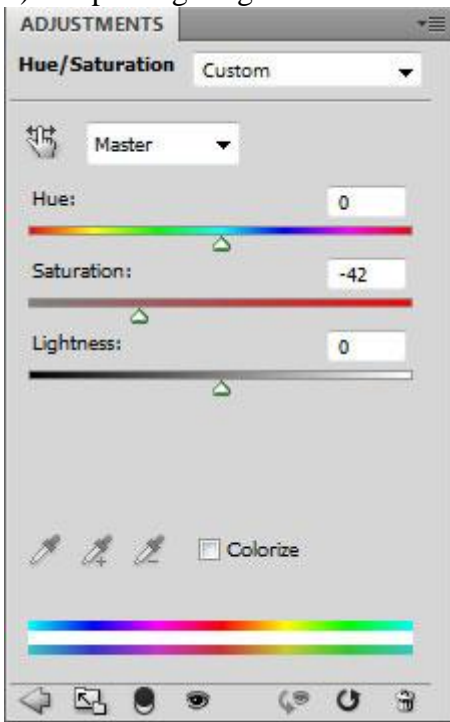 ADJUSTMENTS
Hue/Saturation Custom
Master
Hue: 0
Saturation: -42
Lightness: 0
Colorize